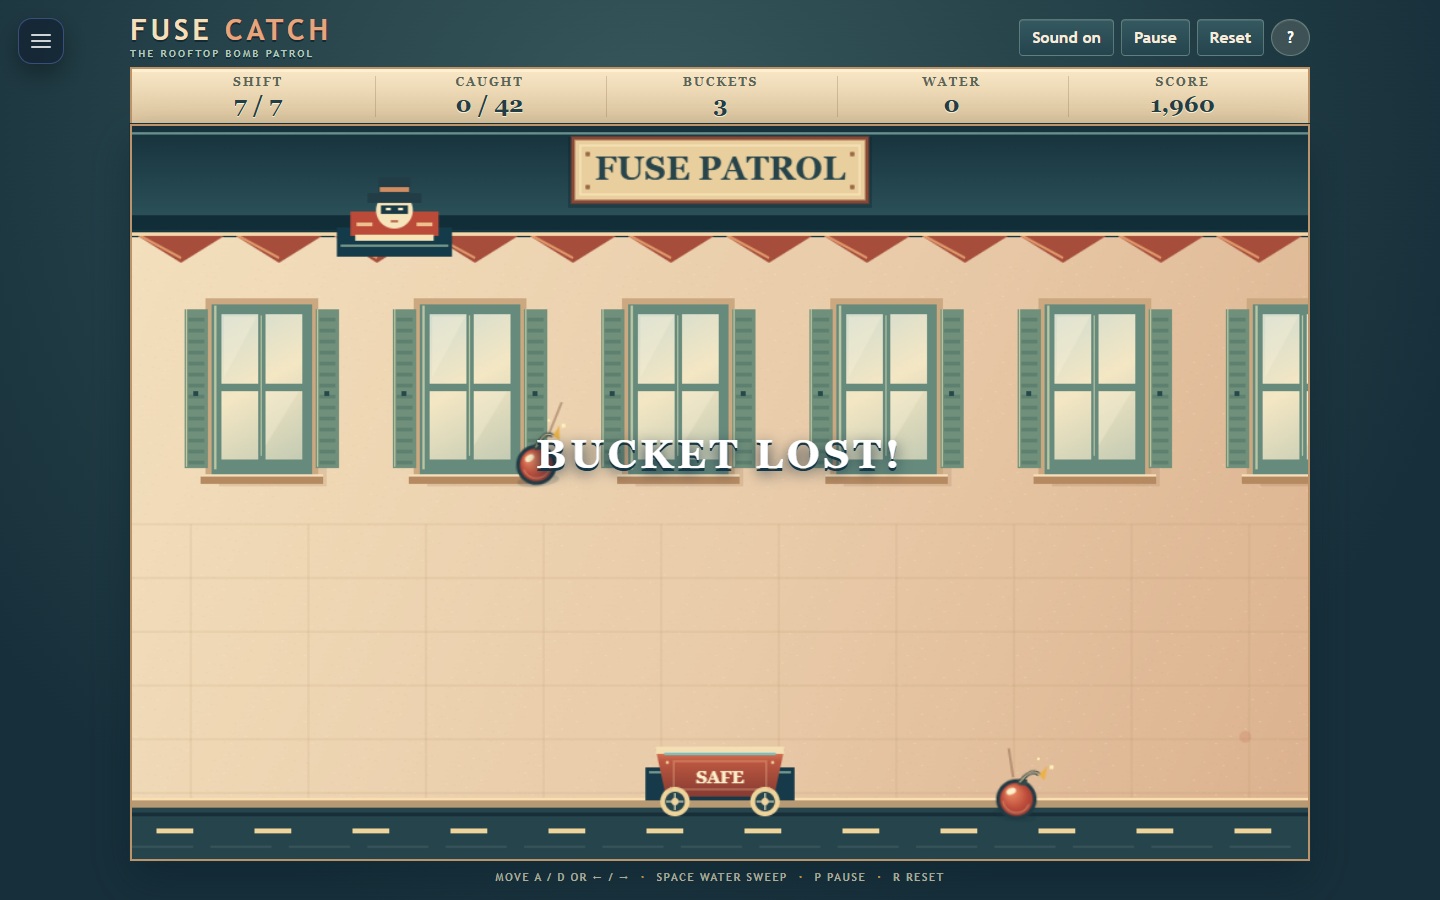 FUSE CATCH
THE ROOFTOP BOMB PATROL
Sound on
Pause
Reset
?
SHIFT
7 / 7
CAUGHT
0 / 42
BUCKETS
3
WATER
0
SCORE
1,960
FUSE PATROL
BUCKET LOST!
SAFE
MOVE A / D OR ← / → · SPACE WATER SWEEP · P PAUSE · R RESET